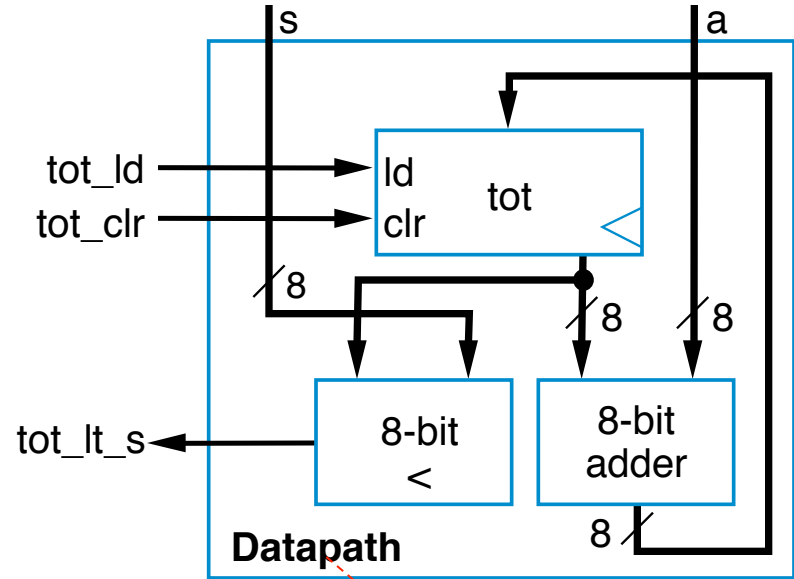 s
a
tot_ld
ld
tot
tot_clr
clr
8
8
8
8-bit
<
8-bit
adder
tot_lt_s
8
Datapath